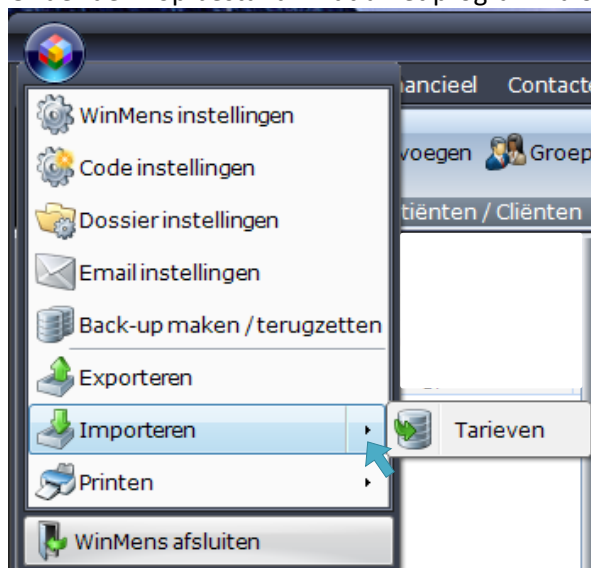 ancieel Contact
WinMens instellingen
voegen Groep
Code instellingen
Dossier instellingen
tiënten / Cliënten
Email instellingen
Back-up maken / terugzetten
Exporteren
Importeren
Tarieven
Printen
WinMens afsluiten